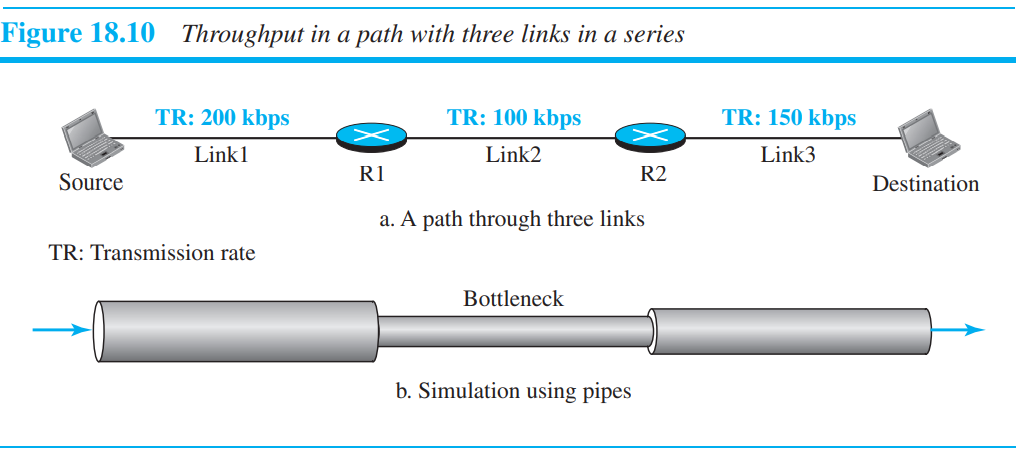 Figure 18.10 Throughput in a path with three links in a series
TR: 200 kbps TR: 100 kbps TR: 150 kbps
Link1 Link2 Link3
R1 R2
Source Destination
a. A path through three links
TR: Transmission rate
Bottleneck
b. Simulation using pipes